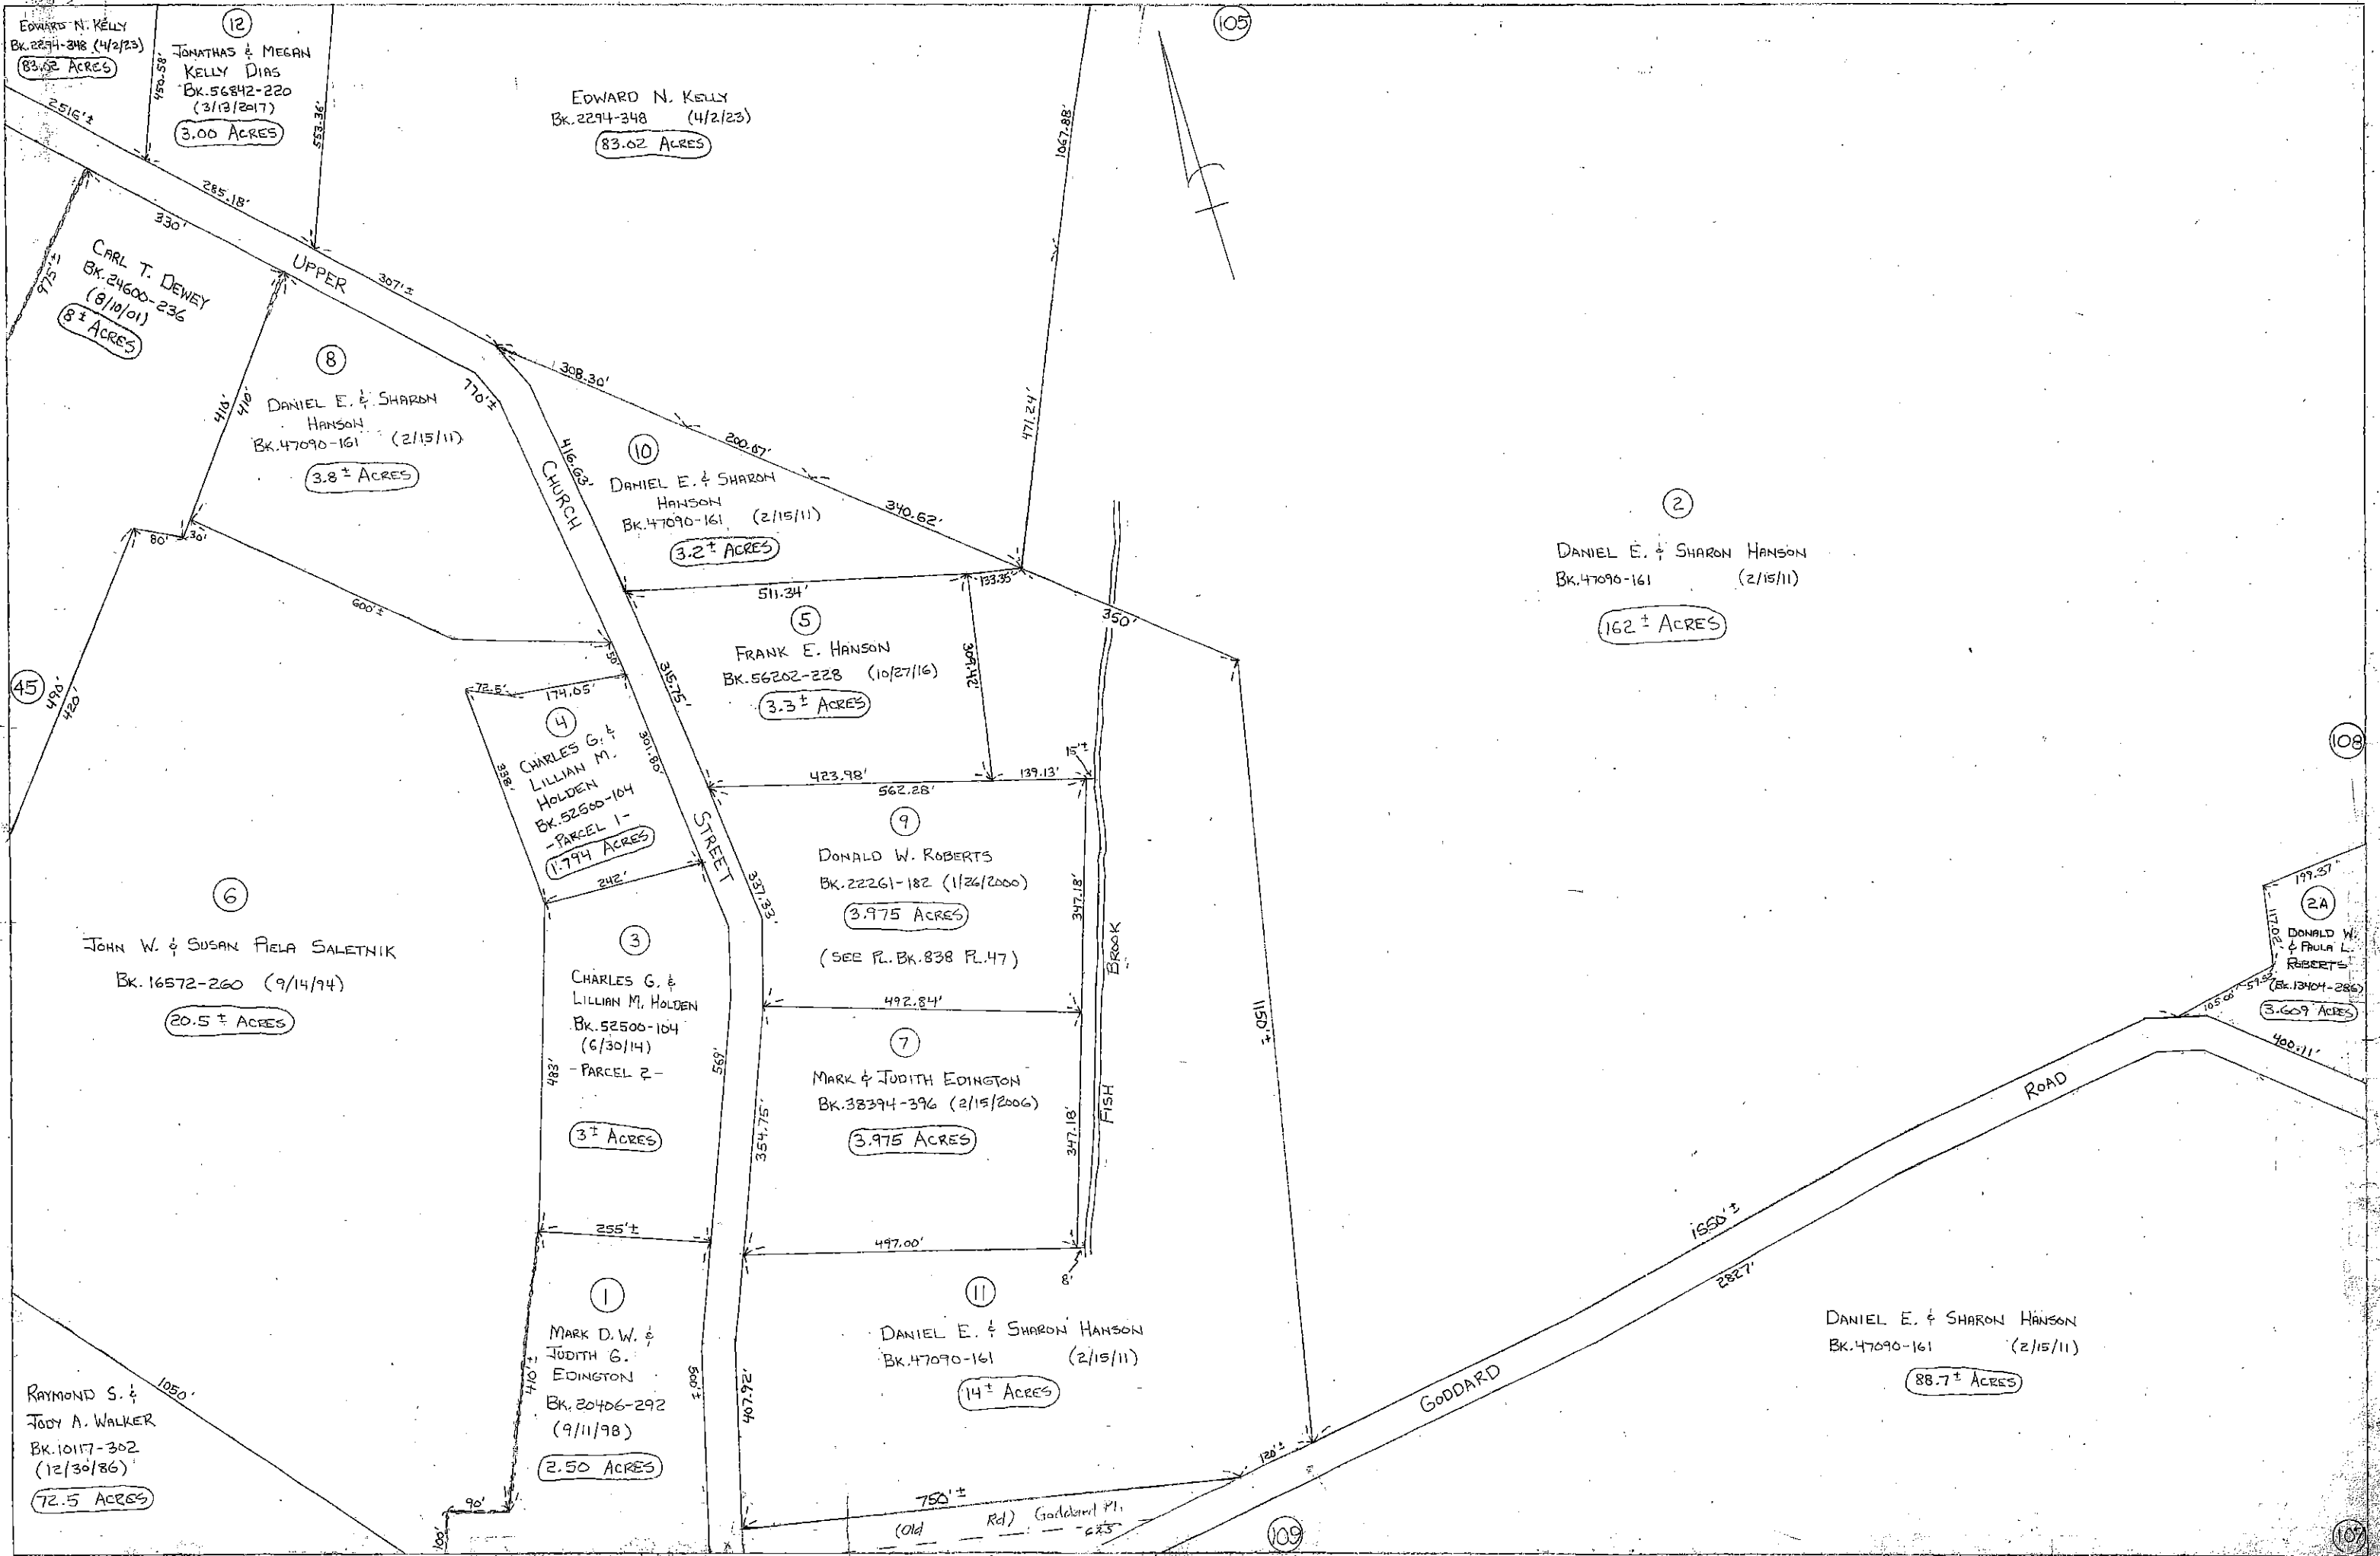 EDWARD N. KELLY
BK.2294-348 (4/2/23)
83.02 ACRES
2516'±
450.58'
12
JONATHAS & MEGAN
KELLY DIAS
BK.56842-220
(3/13/2017)
3.00 ACRES
553.36'
285.18'
EDWARD N. KELLY
BK.2294-348 (4/2/23)
83.02 ACRES
1067.88'
105
330'
975'±
CARL T. DEWEY
BK.24600-236
(8/10/01)
8± ACRES
UPPER
307'±
8
DANIEL E. & SHARON
HANSON
BK.47090-161 (2/15/11)
3.8± ACRES
410'
410'
770'±
308.30'
200.67'
340.62'
471.24'
CHURCH
416.63'
10
DANIEL E. & SHARON
HANSON
BK.47090-161 (2/15/11)
3.2± ACRES
80'
30'
600'±
50'
511.34'
133.35'
350'
5
FRANK E. HANSON
BK.56202-228 (10/27/16)
3.3± ACRES
309.42'
315.75'
2
DANIEL E. & SHARON HANSON
BK.47090-161 (2/15/11)
162± ACRES
45
490'
420'
72.5'
174.05'
4
CHARLES G. &
LILLIAN M.
HOLDEN
BK.52500-104
-PARCEL 1-
1.794 ACRES
338'
301.80'
242'
STREET
423.98'
139.13'
15'±
562.28'
108
9
DONALD W. ROBERTS
BK.22261-182 (1/26/2000)
3.975 ACRES
(SEE PL.BK.838 PL.47)
337.33'
347.18'
492.84'
BROOK
FISH
1150'±
199.37'
117.02'
2A
DONALD W.
& PAULA L.
ROBERTS
(BK.13404-286)
3.609 ACRES
105.00'
59.52'
400.11'
6
JOHN W. & SUSAN PIELA SALETNIK
BK.16572-260 (9/14/94)
20.5± ACRES
3
CHARLES G. &
LILLIAN M. HOLDEN
BK.52500-104
(6/30/14)
-PARCEL 2-
3± ACRES
483'
569'
255'±
7
MARK & JUDITH EDINGTON
BK.38394-396 (2/15/2006)
3.975 ACRES
354.75'
347.18'
497.00'
8'
ROAD
1550'±
2827'
GODDARD
1
MARK D.W. &
JUDITH G.
EDINGTON
BK.20406-292
(9/11/98)
2.50 ACRES
410'±
500'±
407.92'
90'
100'
11
DANIEL E. & SHARON HANSON
BK.47090-161 (2/15/11)
14± ACRES
120'±
750'±
(Old Rd) Goddard Pl.
DANIEL E. & SHARON HANSON
BK.47090-161 (2/15/11)
88.7± ACRES
1050'
RAYMOND S. &
JODY A. WALKER
BK.10117-302
(12/30/86)
72.5 ACRES
109
107